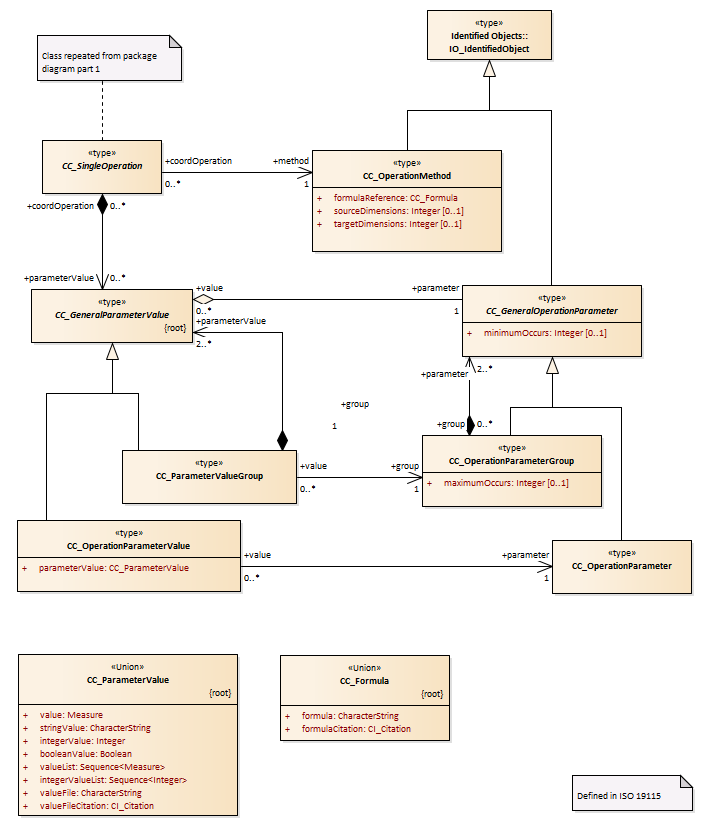 «type»
Identified Objects::
IO_IdentifiedObject
Class repeated from package
diagram part 1
«type»
CC_SingleOperation
+coordOperation
0..*
+method
1
«type»
CC_OperationMethod
+ formulaReference: CC_Formula
+ sourceDimensions: Integer [0..1]
+ targetDimensions: Integer [0..1]
+coordOperation
0..*
+parameterValue
0..*
«type»
CC_GeneralParameterValue
{root}
+value
0..*
+parameter
1
+parameterValue
2..*
«type»
CC_GeneralOperationParameter
+ minimumOccurs: Integer [0..1]
+parameter
2..*
+group
1
+group
0..*
«type»
CC_ParameterValueGroup
+value
0..*
+group
1
«type»
CC_OperationParameterGroup
+ maximumOccurs: Integer [0..1]
«type»
CC_OperationParameterValue
+ parameterValue: CC_ParameterValue
+value
0..*
+parameter
1
«type»
CC_OperationParameter
«Union»
CC_ParameterValue
{root}
+ value: Measure
+ stringValue: CharacterString
+ integerValue: Integer
+ booleanValue: Boolean
+ valueList: Sequence<Measure>
+ integerValueList: Sequence<Integer>
+ valueFile: CharacterString
+ valueFileCitation: CI_Citation
«Union»
CC_Formula
{root}
+ formula: CharacterString
+ formulaCitation: CI_Citation
Defined in ISO 19115